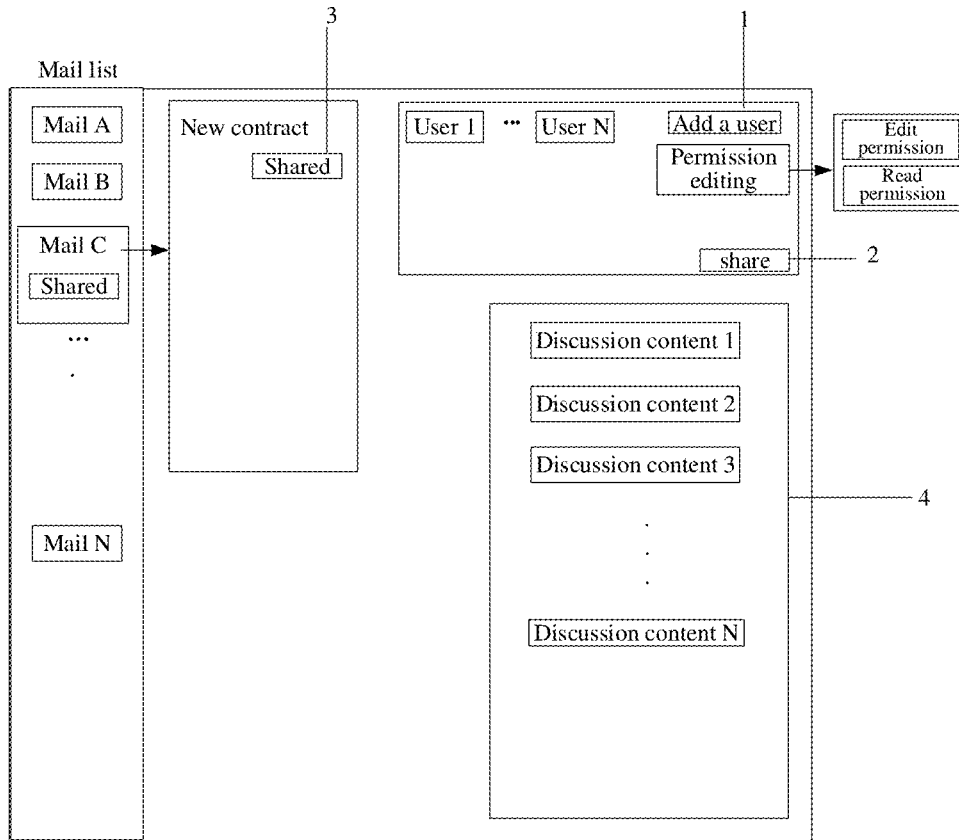 3
1
Mail list
Mail A
New contract
User 1
...
User N
Add a user
Edit
permission
Shared
Permission
editing
Mail B
Read
permission
Mail C
share
2
Shared
...
.
Discussion content 1
Discussion content 2
Discussion content 3
4
Mail N
.
.
.
Discussion content N